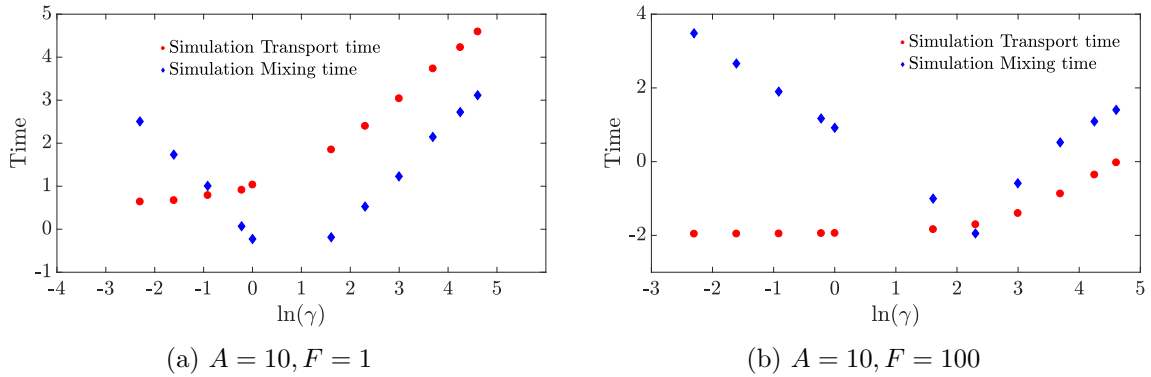 5
4
3
2
1
0
-1
Time
Simulation Transport time
Simulation Mixing time
-4 -3 -2 -1 0 1 2 3 4 5
ln(γ)
(a) A = 10, F = 1
4
2
0
-2
Time
Simulation Transport time
Simulation Mixing time
-3 -2 -1 0 1 2 3 4 5
ln(γ)
(b) A = 10, F = 100